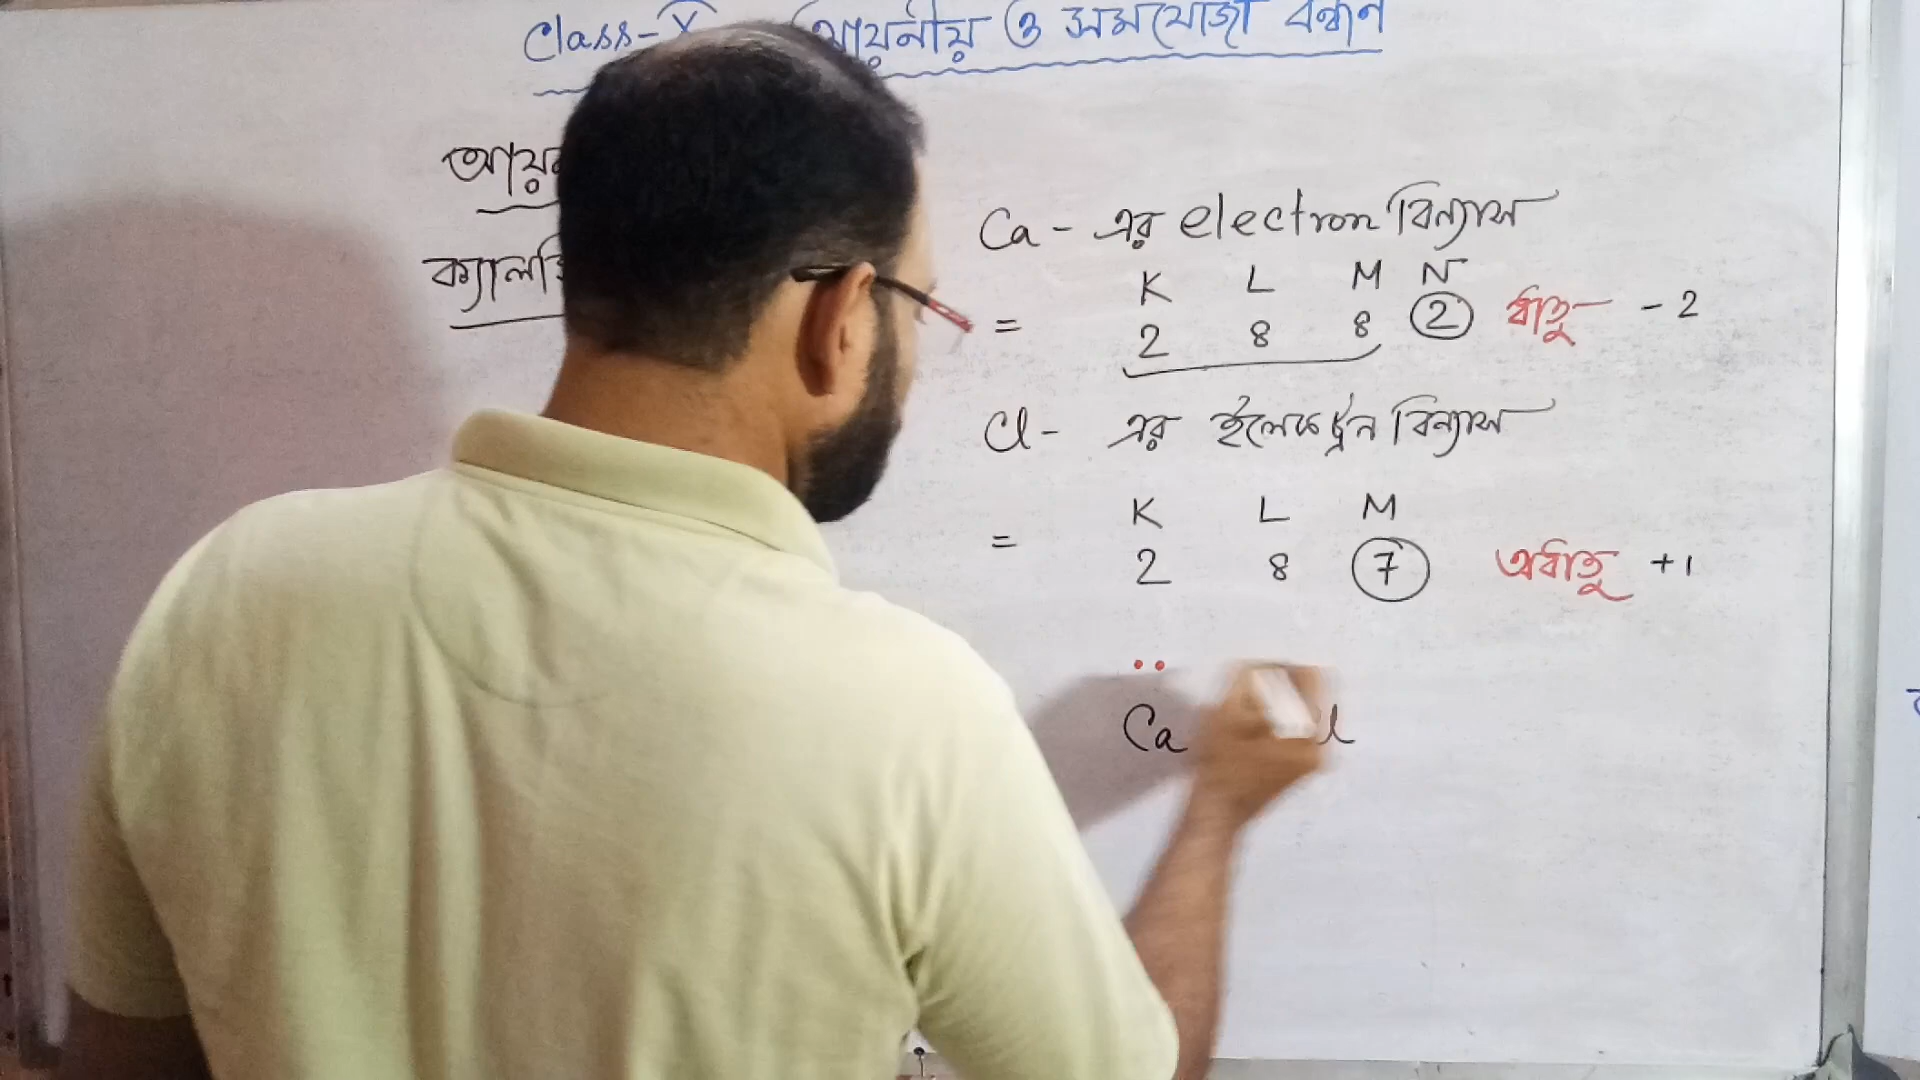 Class-X আয়নীয় ও সমযোজী বন্ধন
Ca - এর electron বিন্যাস
K L M N
= 2 8 8 2 ধাতু - 2
Cl - এর ইলেকট্রন বিন্যাস
K L M
= 2 8 7 অধাতু +1
Ca